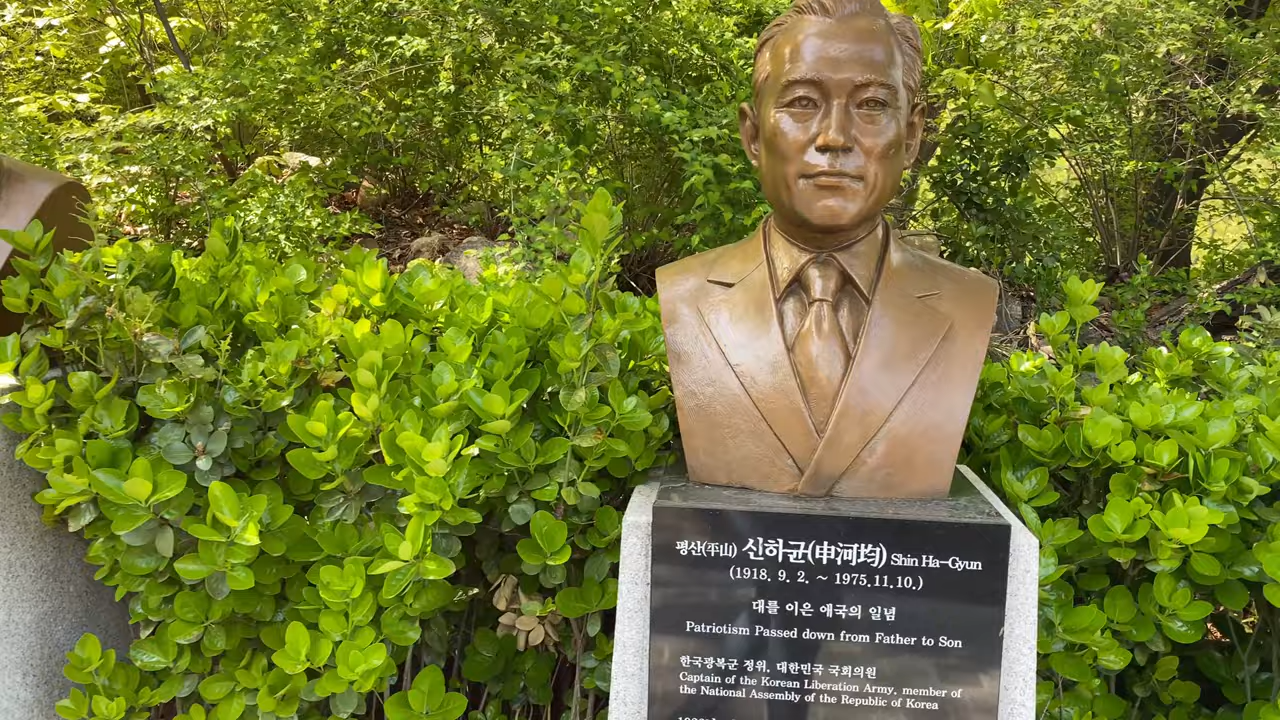 평산(平山) 신하균(申河均) Shin Ha-Gyun
(1918. 9. 2. ~ 1975.11.10.)
대를 이은 애국의 일념
Patriotism Passed down from Father to Son
한국광복군 정위, 대한민국 국회의원
Captain of the Korean Liberation Army, member of
the National Assembly of the Republic of Korea